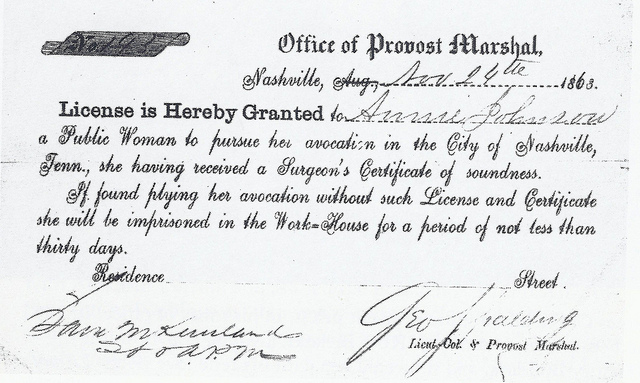 No 195
Office of Provost Marshal,
Nashville, Aug., Nov 24th 1863.
License is Hereby Granted to Annie Johnson
a Public Woman to pursue her avocation in the City of Nashville,
Tenn., she having received a Surgeon's Certificate of soundness.
If found plying her avocation without such License and Certificate
she will be imprisoned in the Work=House for a period of not less than
thirty days.
Residence Street.
Geo Spalding
Lieut-Col. & Provost Marshal.